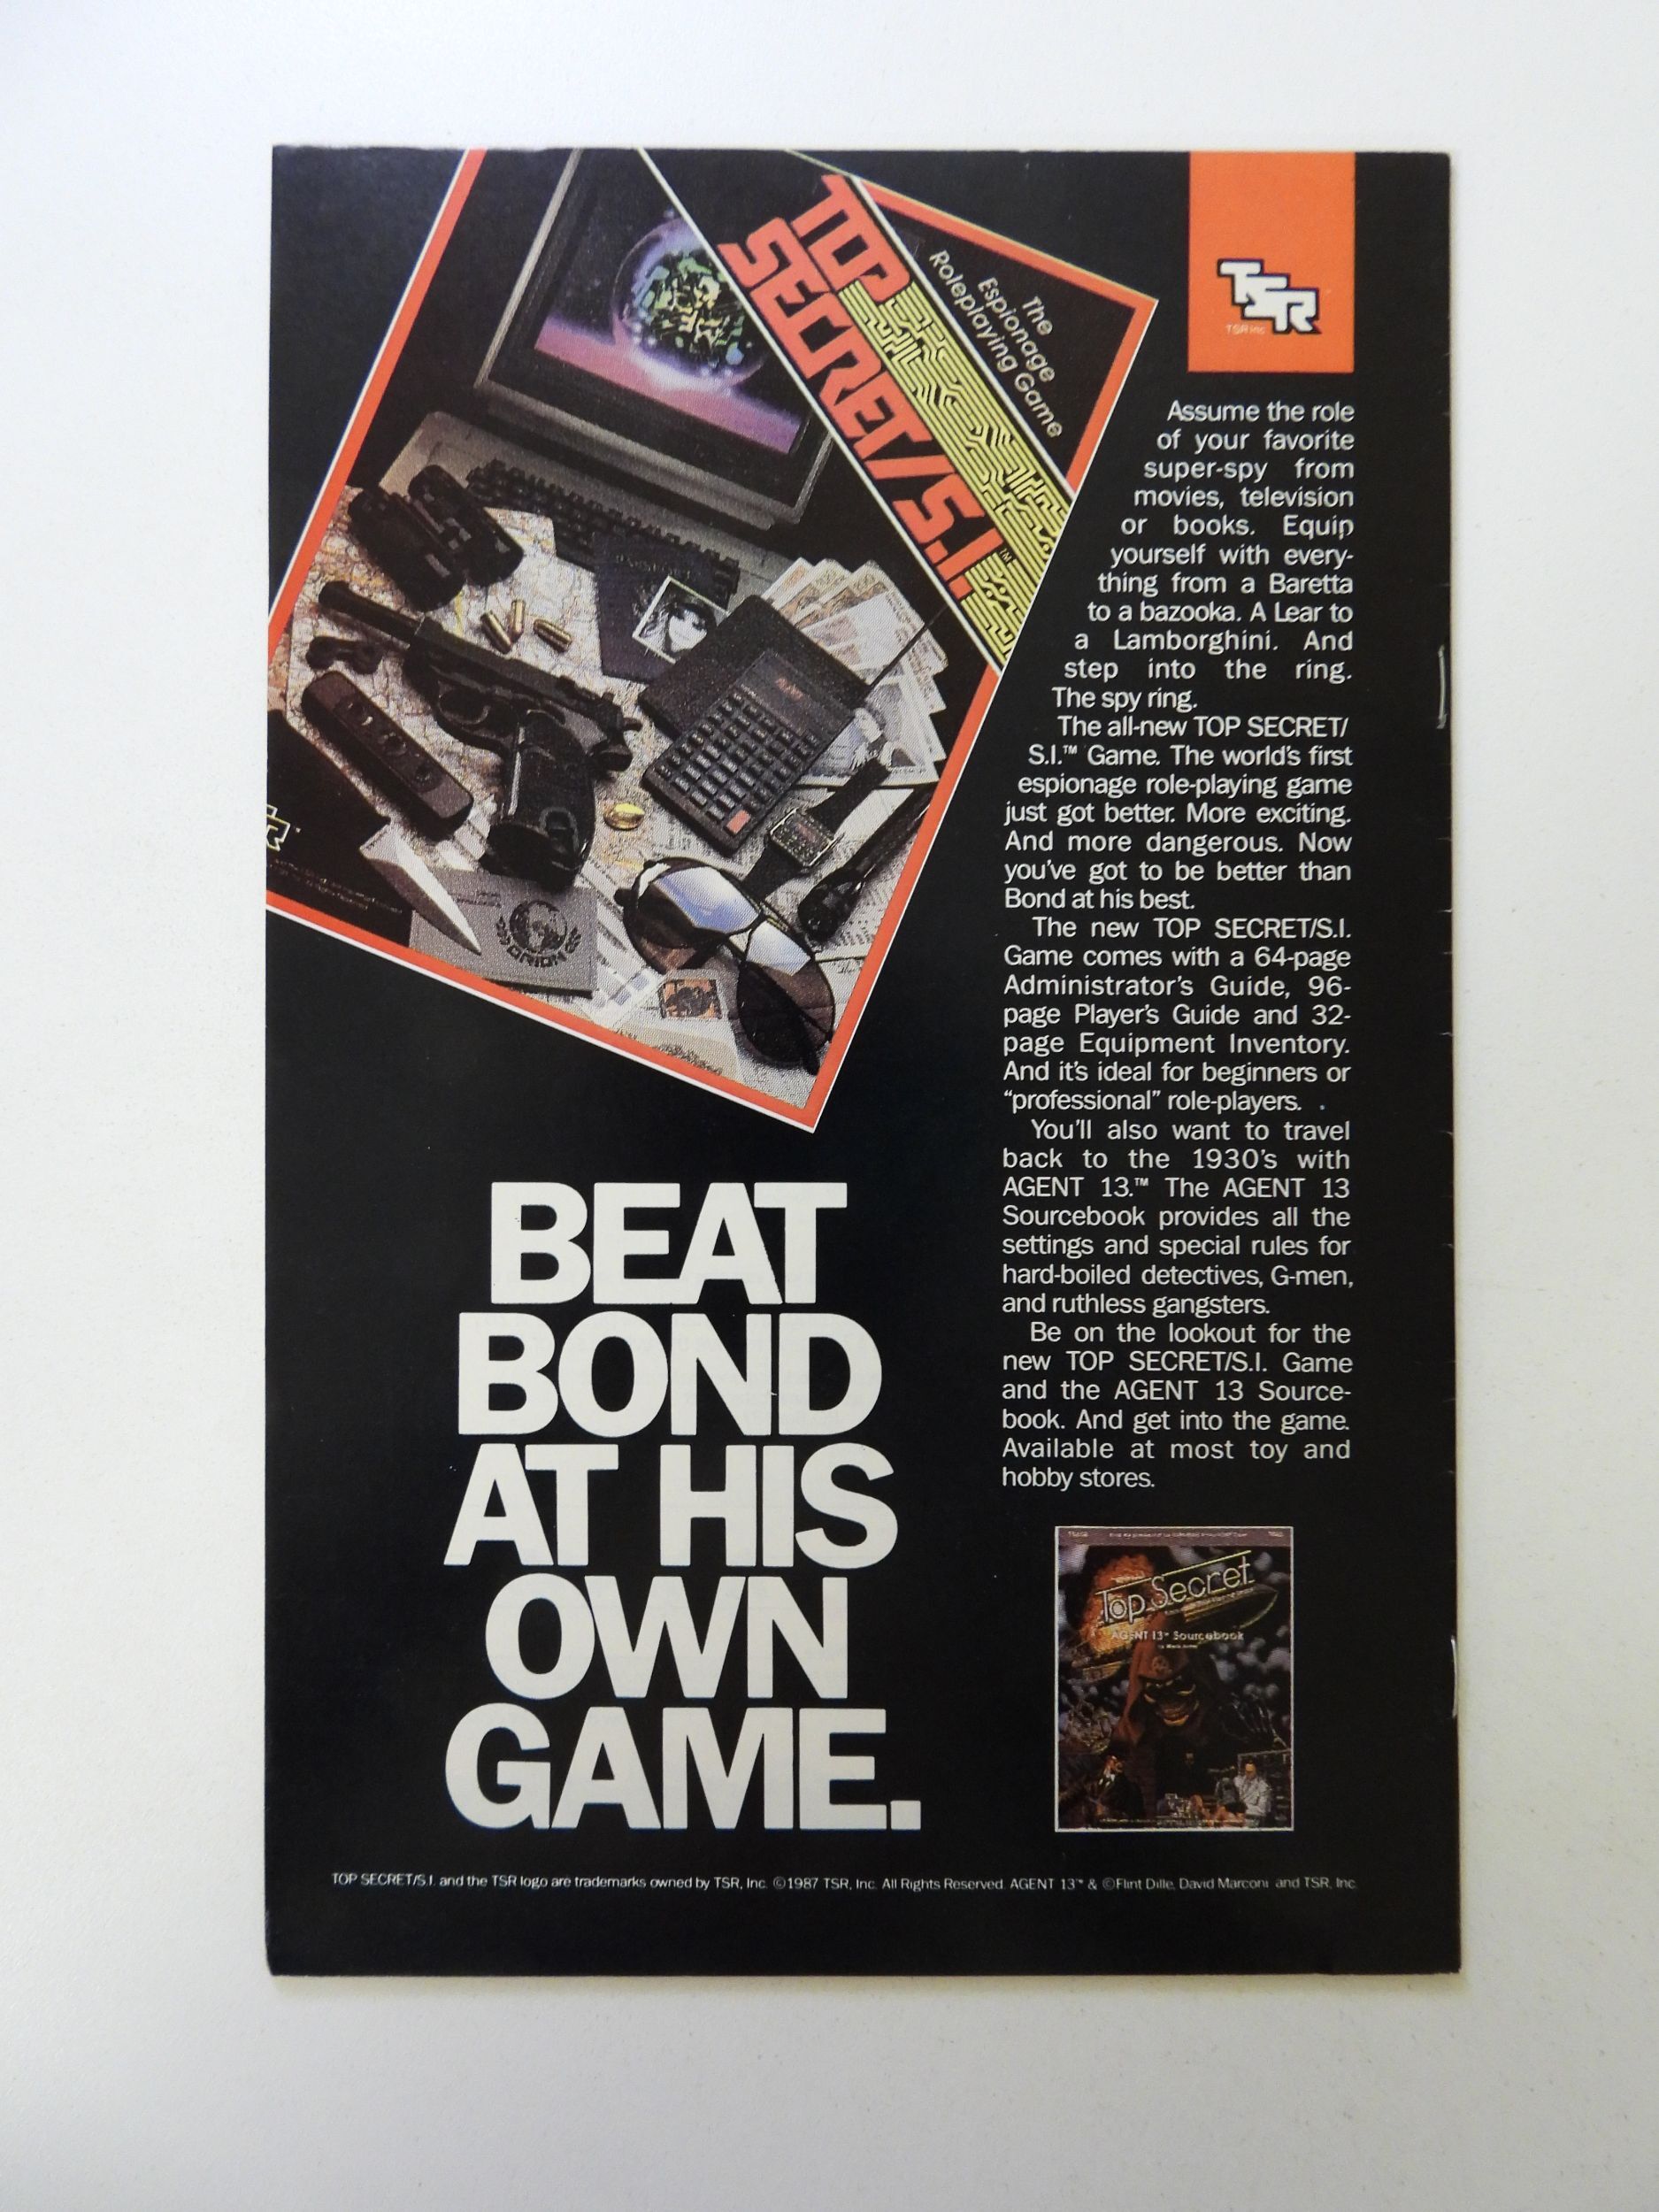 TOP
SECRET/S.I.™
The
Espionage
Roleplaying Game
ORION
TSR
TSR Inc.
Assume the role
of your favorite
super-spy from
movies, television
or books. Equip
yourself with every-
thing from a Baretta
to a bazooka. A Lear to
a Lamborghini. And
step into the ring.
The spy ring.
The all-new TOP SECRET/
S.I.™ Game. The world's first
espionage role-playing game
just got better. More exciting.
And more dangerous. Now
you've got to be better than
Bond at his best.
The new TOP SECRET/S.I.
Game comes with a 64-page
Administrator's Guide, 96-
page Player's Guide and 32-
page Equipment Inventory.
And it's ideal for beginners or
"professional" role-players.
You'll also want to travel
back to the 1930's with
AGENT 13.™ The AGENT 13
Sourcebook provides all the
settings and special rules for
hard-boiled detectives, G-men,
and ruthless gangsters.
Be on the lookout for the
new TOP SECRET/S.I. Game
and the AGENT 13 Source-
book. And get into the game.
Available at most toy and
hobby stores.
BEAT
BOND
AT HIS
OWN
GAME.
Top Secret
AGENT 13™ Sourcebook
TOP SECRET/S.I. and the TSR logo are trademarks owned by TSR, Inc. ©1987 TSR, Inc. All Rights Reserved. AGENT 13™ & ©Flint Dille, David Marconi and TSR, Inc.